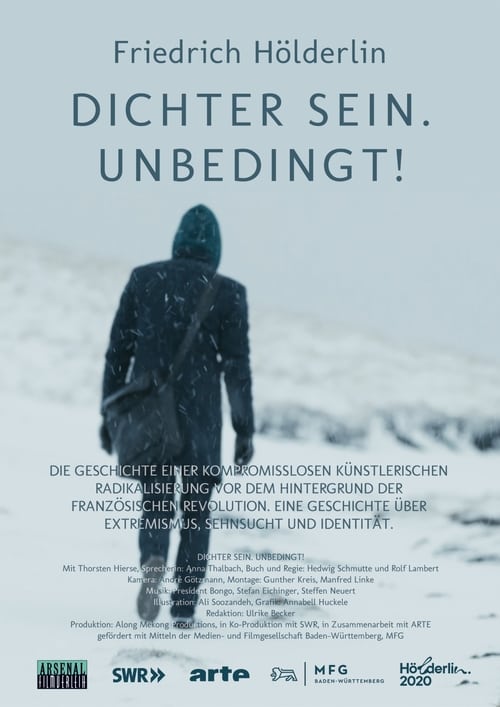 Friedrich Hölderlin
DICHTER SEIN.
UNBEDINGT!
DIE GESCHICHTE EINER KOMPROMISSLOSEN KÜNSTLERISCHEN
RADIKALISIERUNG VOR DEM HINTERGRUND DER
FRANZÖSISCHEN REVOLUTION. EINE GESCHICHTE ÜBER
EXTREMISMUS, SEHNSUCHT UND IDENTITÄT.
DICHTER SEIN. UNBEDINGT!
Mit Thorsten Hierse, Sprecherin: Anna Thalbach, Buch und Regie: Hedwig Schmutte und Rolf Lambert
Kamera: André Götzmann, Montage: Gunther Kreis, Manfred Linke
Musik: President Bongo, Stefan Eichinger, Steffen Neuert
Illustration: Ali Soozandeh, Grafik: Annabell Huckele
Redaktion: Ulrike Becker
Produktion: Along Mekong Productions, in Ko-Produktion mit SWR, in Zusammenarbeit mit ARTE
gefördert mit Mitteln der Medien- und Filmgesellschaft Baden-Württemberg, MFG
ARSENAL
FILMVERLEIH
SWR
arte
MFG
BADEN-WÜRTTEMBERG
Hölderlin.
2020